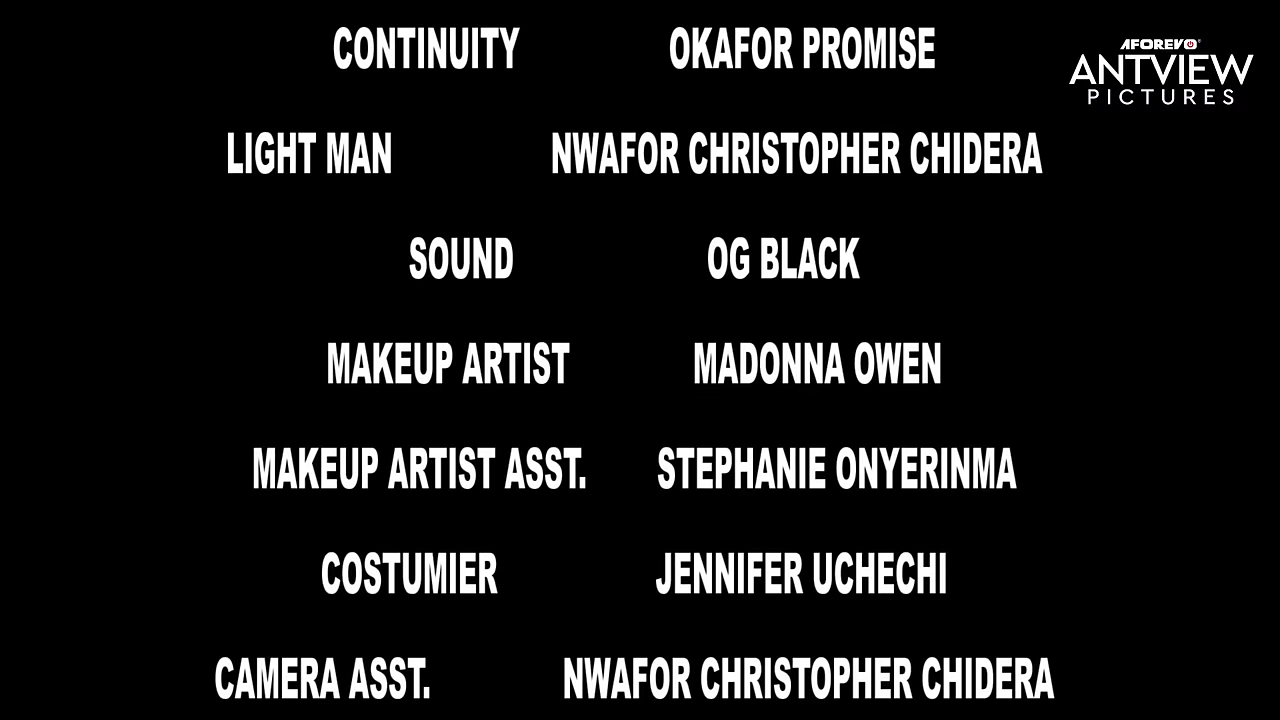 CONTINUITY OKAFOR PROMISE
AFOREVO
ANTVIEW
PICTURES
LIGHT MAN NWAFOR CHRISTOPHER CHIDERA
SOUND OG BLACK
MAKEUP ARTIST MADONNA OWEN
MAKEUP ARTIST ASST. STEPHANIE ONYERINMA
COSTUMIER JENNIFER UCHECHI
CAMERA ASST. NWAFOR CHRISTOPHER CHIDERA